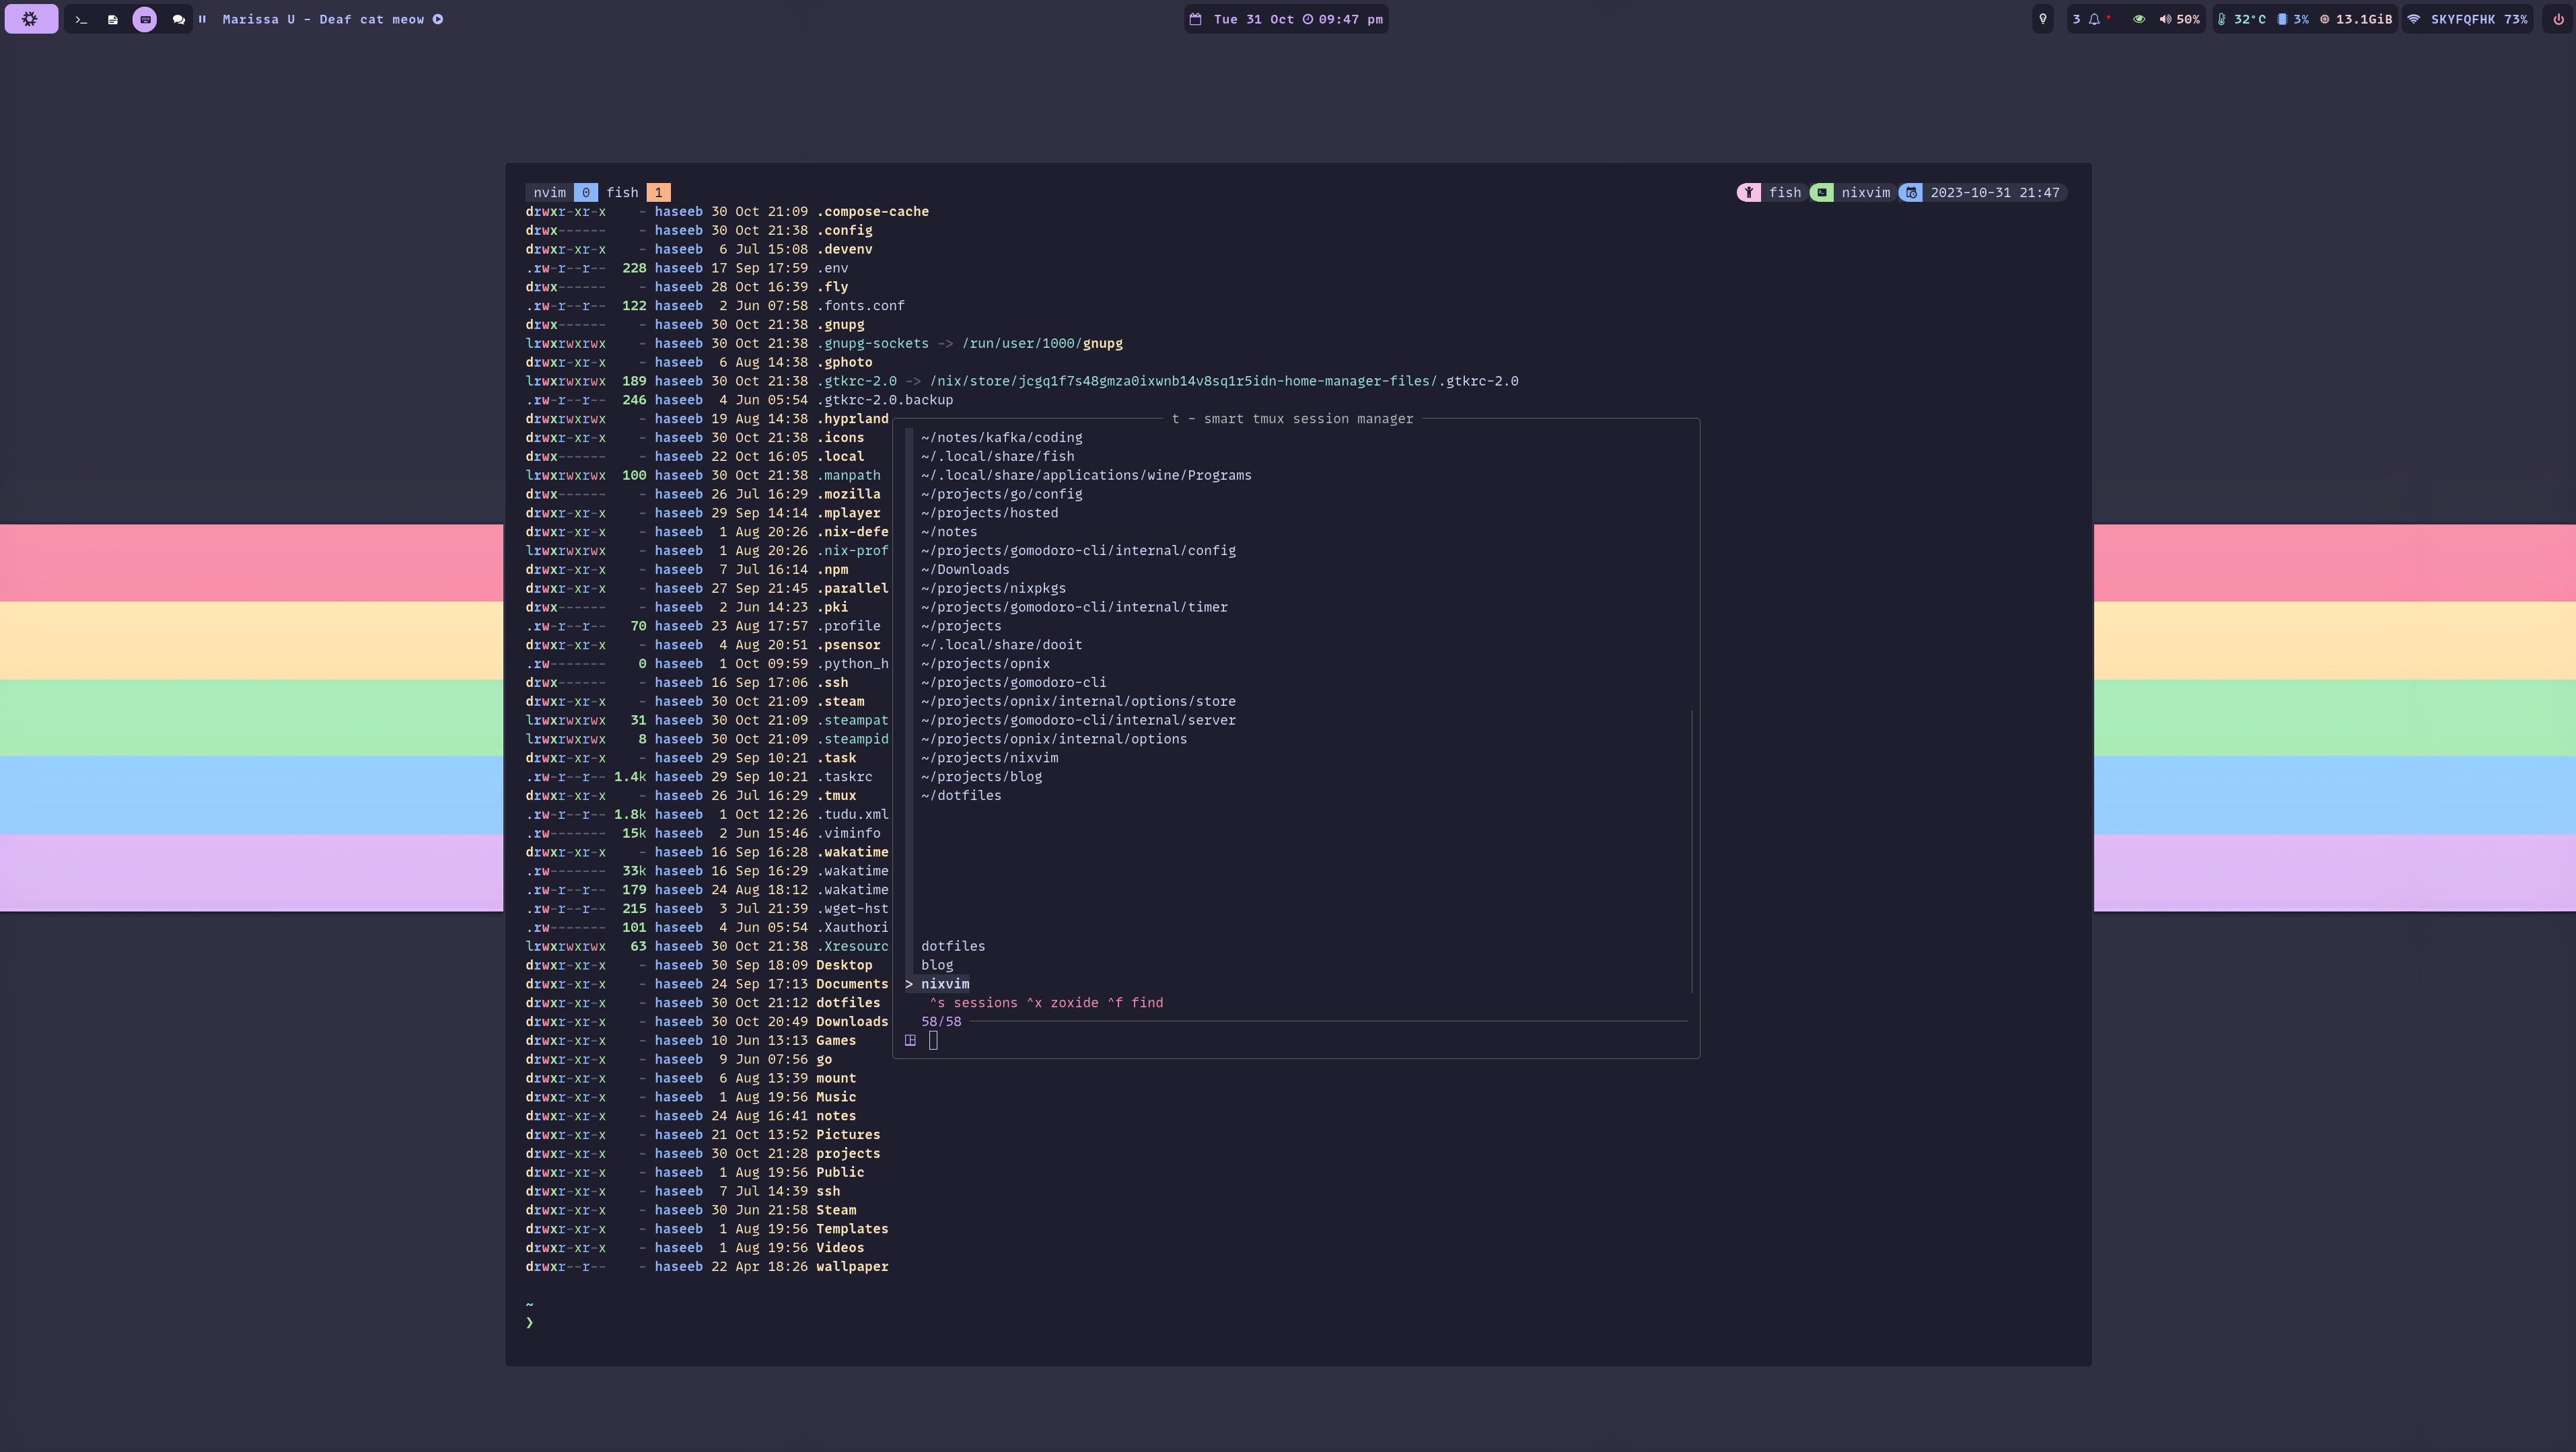 Marissa U - Deaf cat meow
Tue 31 Oct 09:47 pm
3 50% 32°C 3% 13.1GiB SKYFQFHK 73%
nvim 0 fish 1
fish nixvim 2023-10-31 21:47
drwxr-xr-x - haseeb 30 Oct 21:09 .compose-cache
drwx------ - haseeb 30 Oct 21:38 .config
drwxr-xr-x - haseeb 6 Jul 15:08 .devenv
.rw-r--r-- 228 haseeb 17 Sep 17:59 .env
drwx------ - haseeb 28 Oct 16:39 .fly
.rw-r--r-- 122 haseeb 2 Jun 07:58 .fonts.conf
drwx------ - haseeb 30 Oct 21:38 .gnupg
lrwxrwxrwx - haseeb 30 Oct 21:38 .gnupg-sockets -> /run/user/1000/gnupg
drwxr-xr-x - haseeb 6 Aug 14:38 .gphoto
lrwxrwxrwx 189 haseeb 30 Oct 21:38 .gtkrc-2.0 -> /nix/store/jcgq1f7s48gmza0ixwnb14v8sq1r5idn-home-manager-files/.gtkrc-2.0
.rw-r--r-- 246 haseeb 4 Jun 05:54 .gtkrc-2.0.backup
drwxrwxrwx - haseeb 19 Aug 14:38 .hyprland
drwxr-xr-x - haseeb 30 Oct 21:38 .icons
drwx------ - haseeb 22 Oct 16:05 .local
lrwxrwxrwx 100 haseeb 30 Oct 21:38 .manpath
drwx------ - haseeb 26 Jul 16:29 .mozilla
drwxr-xr-x - haseeb 29 Sep 14:14 .mplayer
drwxr-xr-x - haseeb 1 Aug 20:26 .nix-defe
lrwxrwxrwx - haseeb 1 Aug 20:26 .nix-prof
drwxr-xr-x - haseeb 7 Jul 16:14 .npm
drwxr-xr-x - haseeb 27 Sep 21:45 .parallel
drwx------ - haseeb 2 Jun 14:23 .pki
.rw-r--r-- 70 haseeb 23 Aug 17:57 .profile
drwxr-xr-x - haseeb 4 Aug 20:51 .psensor
.rw------- 0 haseeb 1 Oct 09:59 .python_h
drwx------ - haseeb 16 Sep 17:06 .ssh
drwxr-xr-x - haseeb 30 Oct 21:09 .steam
lrwxrwxrwx 31 haseeb 30 Oct 21:09 .steampat
lrwxrwxrwx 8 haseeb 30 Oct 21:09 .steampid
drwxr-xr-x - haseeb 29 Sep 10:21 .task
.rw-r--r-- 1.4k haseeb 29 Sep 10:21 .taskrc
drwxr-xr-x - haseeb 26 Jul 16:29 .tmux
.rw-r--r-- 1.8k haseeb 1 Oct 12:26 .tudu.xml
.rw------- 15k haseeb 2 Jun 15:46 .viminfo
drwxr-xr-x - haseeb 16 Sep 16:28 .wakatime
.rw------- 33k haseeb 16 Sep 16:29 .wakatime
.rw-r--r-- 179 haseeb 24 Aug 18:12 .wakatime
.rw-r--r-- 215 haseeb 3 Jul 21:39 .wget-hst
.rw------- 101 haseeb 4 Jun 05:54 .Xauthori
lrwxrwxrwx 63 haseeb 30 Oct 21:38 .Xresourc
drwxr-xr-x - haseeb 30 Sep 18:09 Desktop
drwxr-xr-x - haseeb 24 Sep 17:13 Documents
drwxr-xr-x - haseeb 30 Oct 21:12 dotfiles
drwxr-xr-x - haseeb 30 Oct 20:49 Downloads
drwxr-xr-x - haseeb 10 Jun 13:13 Games
drwxr-xr-x - haseeb 9 Jun 07:56 go
drwxr-xr-x - haseeb 6 Aug 13:39 mount
drwxr-xr-x - haseeb 1 Aug 19:56 Music
drwxr-xr-x - haseeb 24 Aug 16:41 notes
drwxr-xr-x - haseeb 21 Oct 13:52 Pictures
drwxr-xr-x - haseeb 30 Oct 21:28 projects
drwxr-xr-x - haseeb 1 Aug 19:56 Public
drwxr-xr-x - haseeb 7 Jul 14:39 ssh
drwxr-xr-x - haseeb 30 Jun 21:58 Steam
drwxr-xr-x - haseeb 1 Aug 19:56 Templates
drwxr-xr-x - haseeb 1 Aug 19:56 Videos
drwxr--r-- - haseeb 22 Apr 18:26 wallpaper
~
❯
t - smart tmux session manager
~/notes/kafka/coding
~/.local/share/fish
~/.local/share/applications/wine/Programs
~/projects/go/config
~/projects/hosted
~/notes
~/projects/gomodoro-cli/internal/config
~/Downloads
~/projects/nixpkgs
~/projects/gomodoro-cli/internal/timer
~/projects
~/.local/share/dooit
~/projects/opnix
~/projects/gomodoro-cli
~/projects/opnix/internal/options/store
~/projects/gomodoro-cli/internal/server
~/projects/opnix/internal/options
~/projects/nixvim
~/projects/blog
~/dotfiles
dotfiles
blog
> nixvim
^s sessions ^x zoxide ^f find
58/58